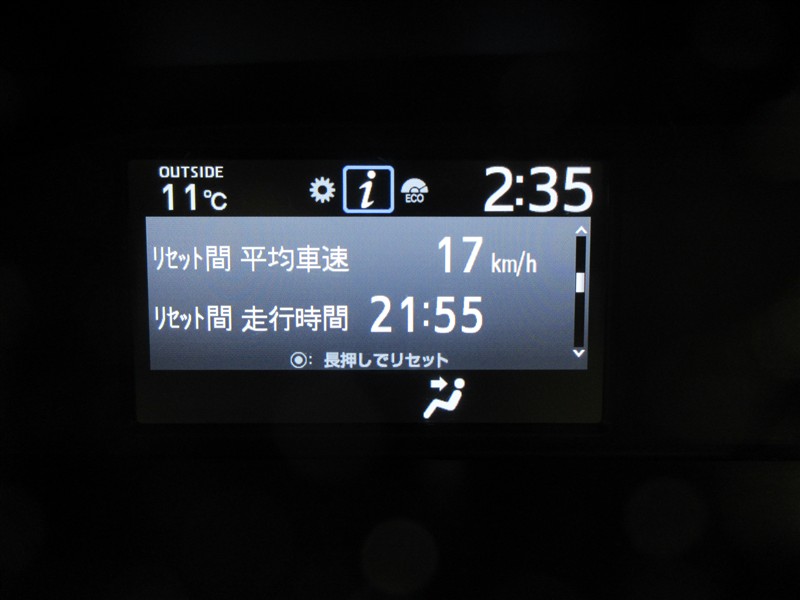 OUTSIDE
11℃
i
ECO
2:35
ﾘｾｯﾄ間 平均車速 17 km/h
ﾘｾｯﾄ間 走行時間 21:55
◉: 長押しでリセット